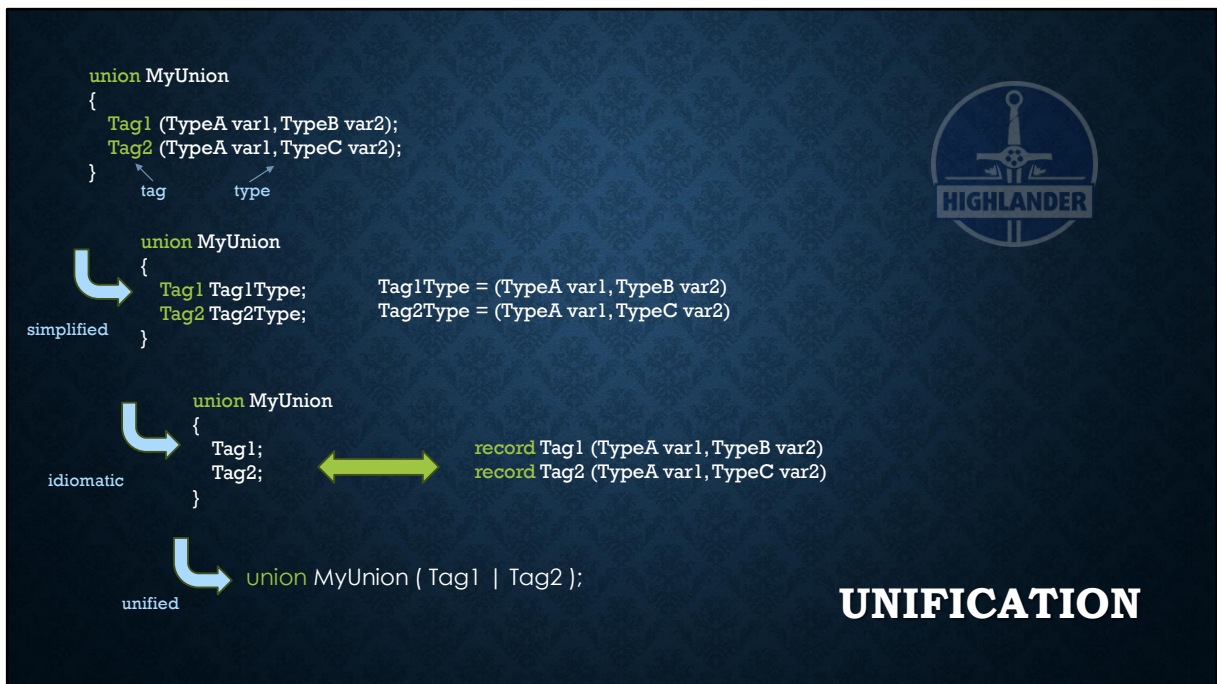 union MyUnion
{
Tag1 (TypeA var1, TypeB var2);
Tag2 (TypeA var1, TypeC var2);
}
tag type
HIGHLANDER
union MyUnion
{
Tag1 Tag1Type;
Tag2 Tag2Type;
}
Tag1Type = (TypeA var1, TypeB var2)
Tag2Type = (TypeA var1, TypeC var2)
simplified
union MyUnion
{
Tag1;
Tag2;
}
record Tag1 (TypeA var1, TypeB var2)
record Tag2 (TypeA var1, TypeC var2)
idiomatic
union MyUnion ( Tag1 | Tag2 );
unified
UNIFICATION